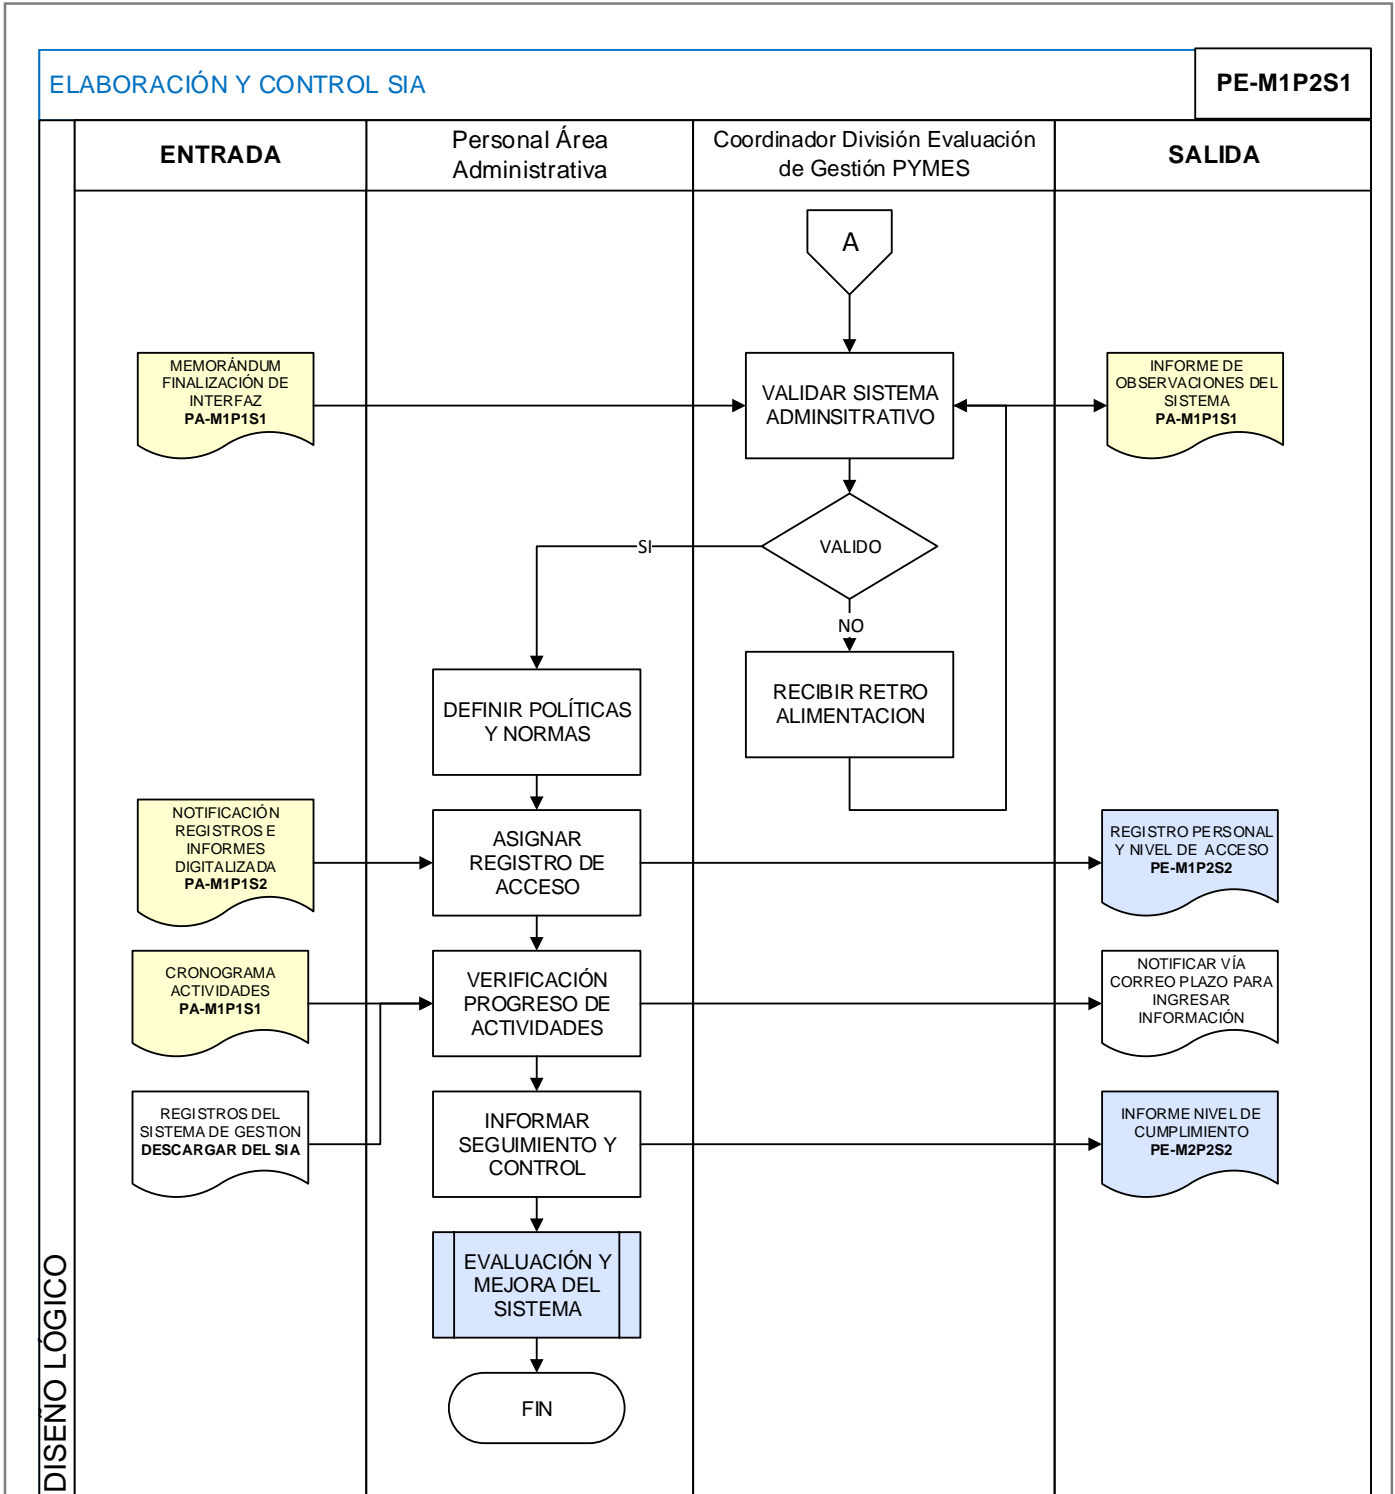 ELABORACIÓN Y CONTROL SIA
PE-M1P2S1
ENTRADA
Personal Área
Administrativa
Coordinador División Evaluación
de Gestión PYMES
SALIDA
A
MEMORÁNDUM
FINALIZACIÓN DE
INTERFAZ
PA-M1P1S1
VALIDAR SISTEMA
ADMINSITRATIVO
INFORME DE
OBSERVACIONES DEL
SISTEMA
PA-M1P1S1
SI
VALIDO
NO
DEFINIR POLÍTICAS
Y NORMAS
RECIBIR RETRO
ALIMENTACION
NOTIFICACIÓN
REGISTROS E
INFORMES
DIGITALIZADA
PA-M1P1S2
ASIGNAR
REGISTRO DE
ACCESO
REGISTRO PERSONAL
Y NIVEL DE ACCESO
PE-M1P2S2
CRONOGRAMA
ACTIVIDADES
PA-M1P1S1
VERIFICACIÓN
PROGRESO DE
ACTIVIDADES
NOTIFICAR VÍA
CORREO PLAZO PARA
INGRESAR
INFORMACIÓN
REGISTROS DEL
SISTEMA DE GESTION
DESCARGAR DEL SIA
INFORMAR
SEGUIMIENTO Y
CONTROL
INFORME NIVEL DE
CUMPLIMIENTO
PE-M2P2S2
EVALUACIÓN Y
MEJORA DEL
SISTEMA
FIN
DISEÑO LÓGICO